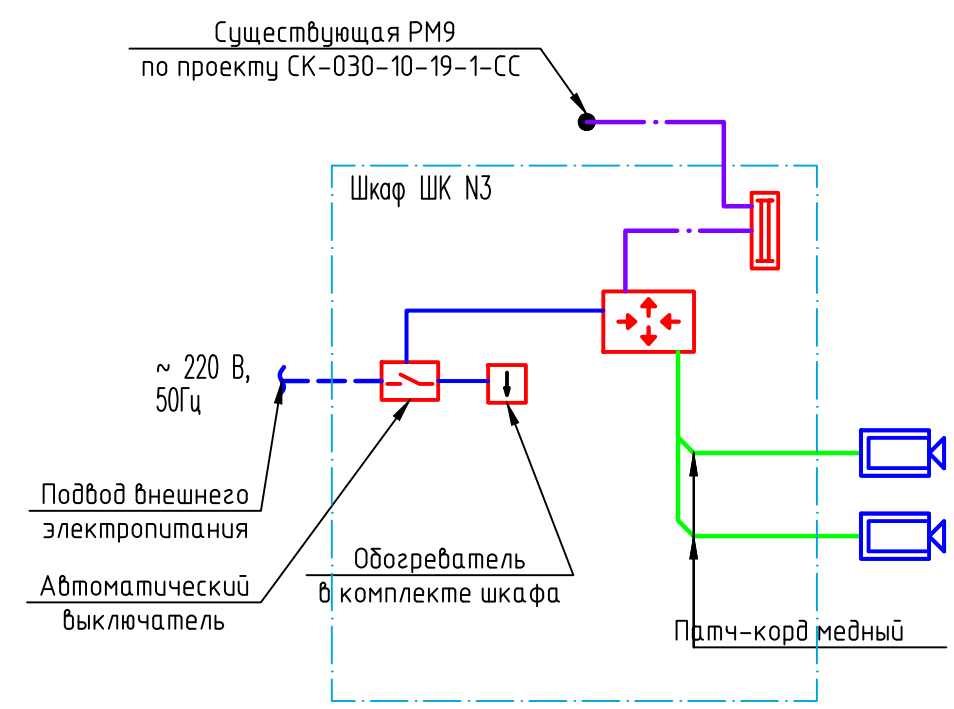 Существующая РМ9
по проекту СК-030-10-19-1-СС
Шкаф ШК N3
~ 220 В,
50Гц
Подвод внешнего
электропитания
Автоматический
выключатель
Обогреватель
в комплекте шкафа
Патч-корд медный